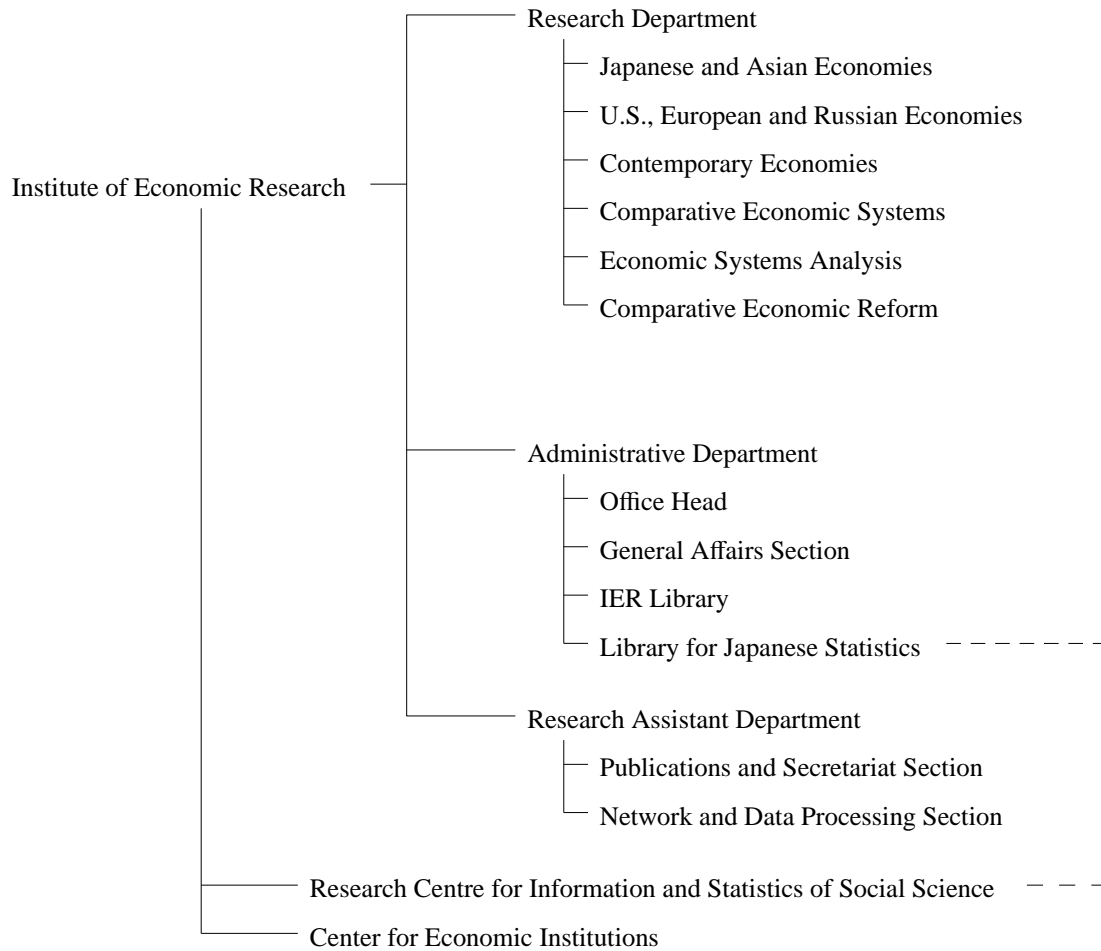 Research Department
Japanese and Asian Economies
U.S., European and Russian Economies
Contemporary Economies
Institute of Economic Research
Comparative Economic Systems
Economic Systems Analysis
Comparative Economic Reform
Administrative Department
Office Head
General Affairs Section
IER Library
Library for Japanese Statistics
Research Assistant Department
Publications and Secretariat Section
Network and Data Processing Section
Research Centre for Information and Statistics of Social Science
Center for Economic Institutions